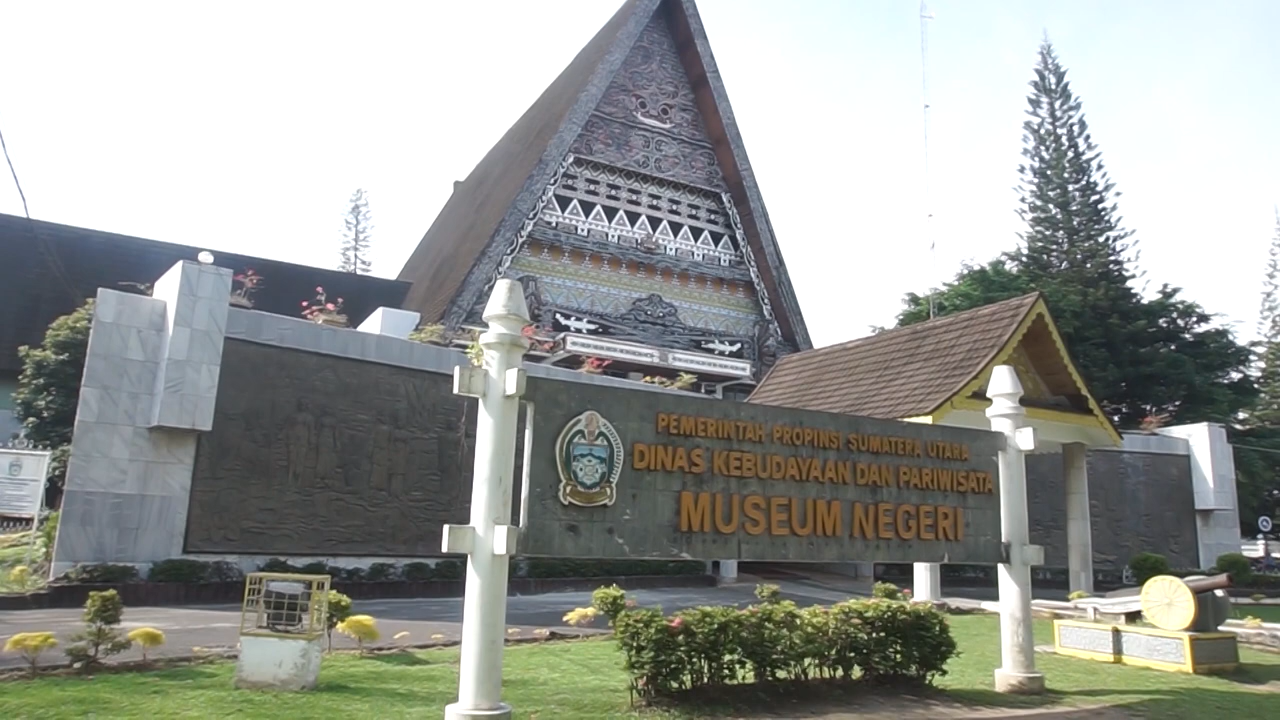 PEMERINTAH PROPINSI SUMATERA UTARA
DINAS KEBUDAYAAN DAN PARIWISATA
MUSEUM NEGERI